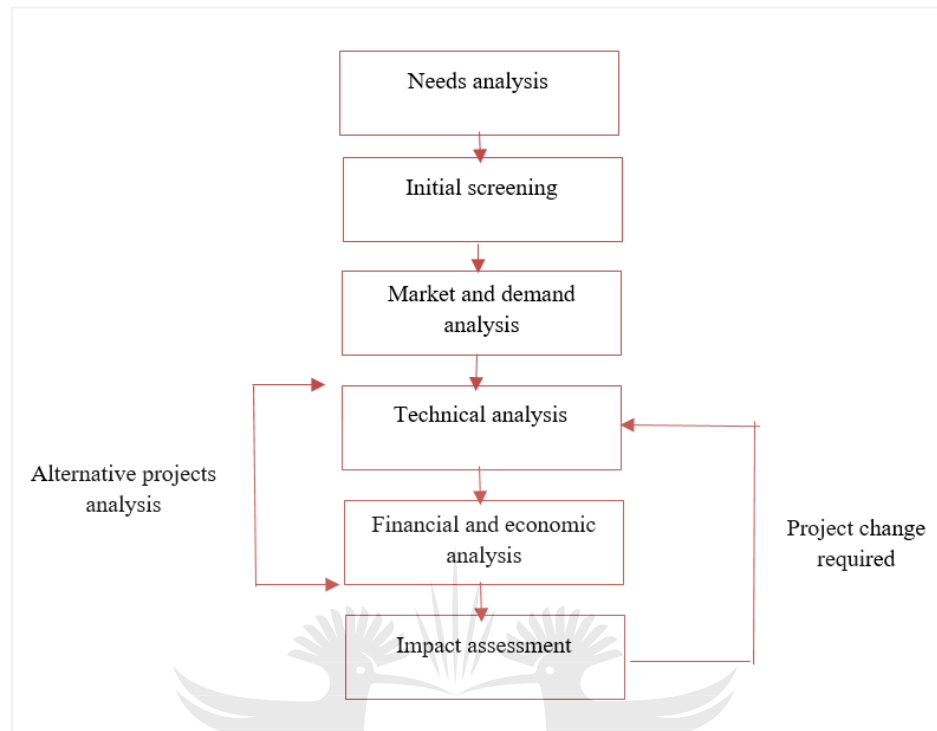 Needs analysis
Initial screening
Market and demand
analysis
Technical analysis
Alternative projects
analysis
Financial and economic
analysis
Project change
required
Impact assessment